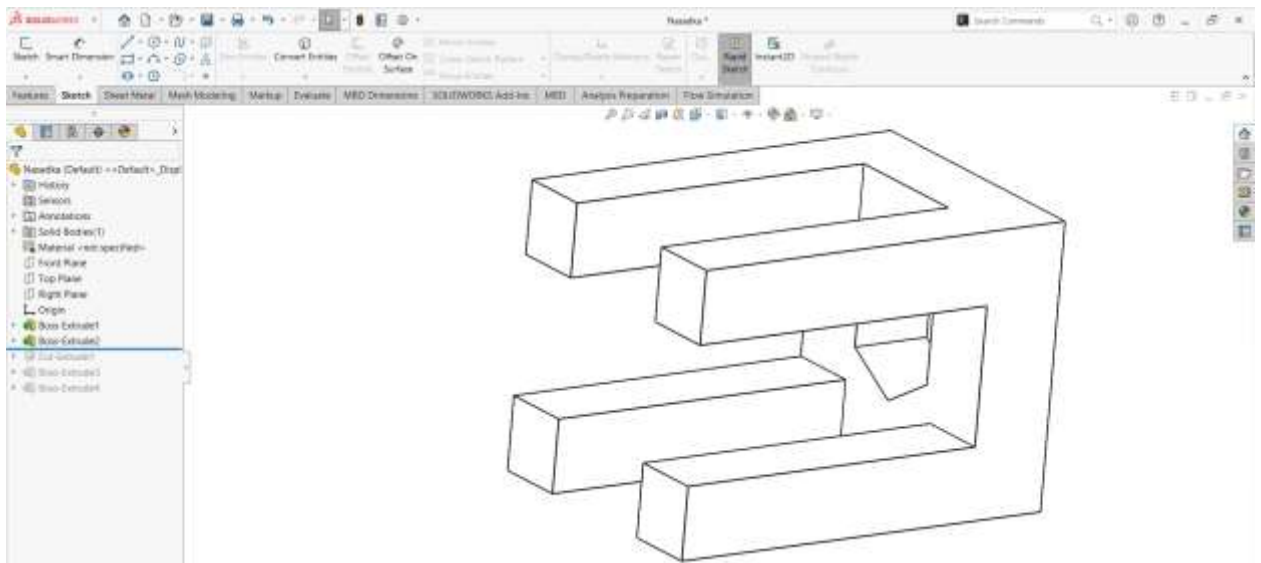 SOLIDWORKS
Nasadka *
Search Commands
Sketch
Smart Dimension
Convert Entities
Offset On Surface
Rapid Sketch
Instant2D
Features
Sketch
Sheet Metal
Mesh Modeling
Markup
Evaluate
MBD Dimensions
SOLIDWORKS Add-Ins
MBD
Analysis Preparation
Flow Simulation
Nasadka (Default) <<Default>_Displ
History
Sensors
Annotations
Solid Bodies(1)
Material <not specified>
Front Plane
Top Plane
Right Plane
Origin
Boss-Extrude1
Boss-Extrude2
Cut-Extrude1
Boss-Extrude3
Boss-Extrude4